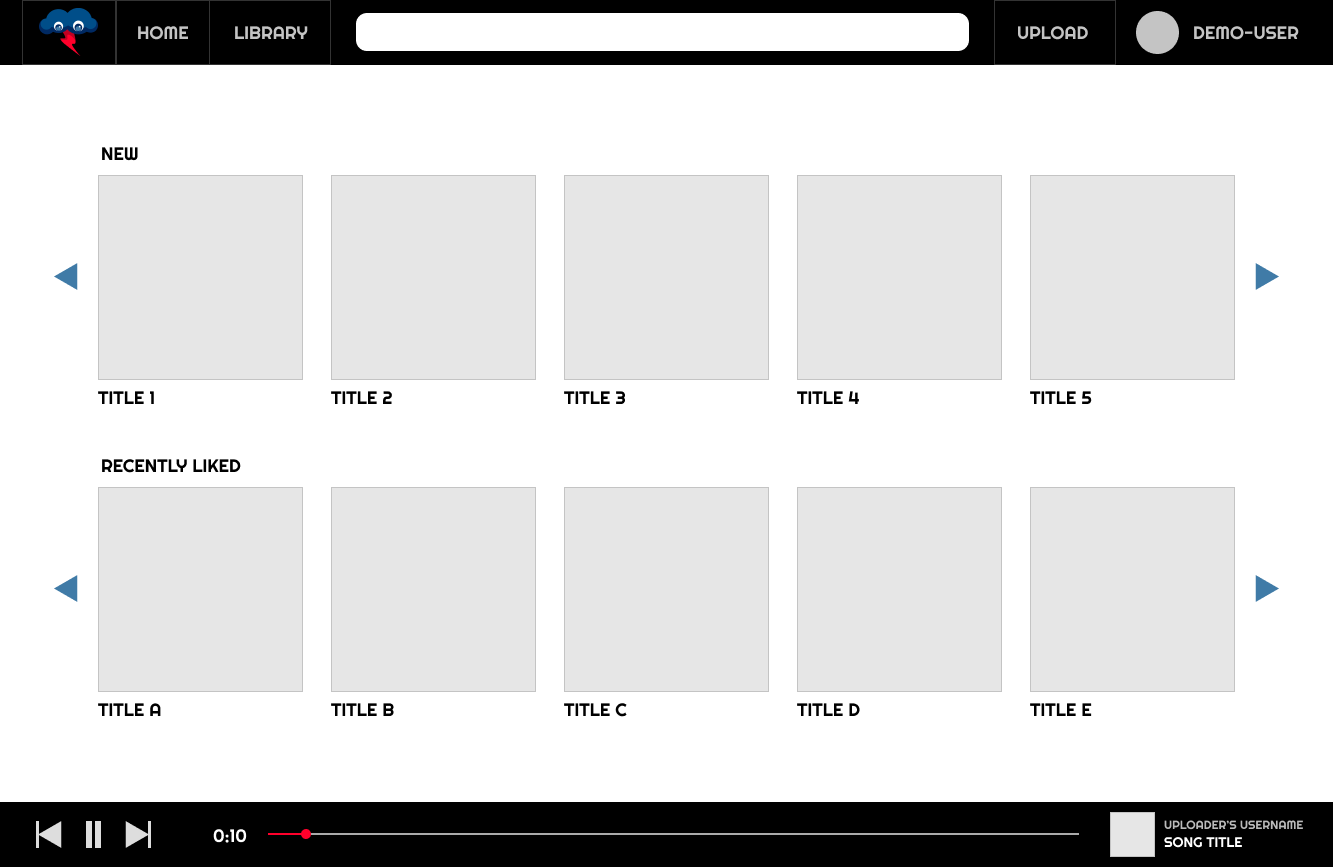 HOME
LIBRARY
UPLOAD
DEMO-USER
NEW
TITLE 1
TITLE 2
TITLE 3
TITLE 4
TITLE 5
RECENTLY LIKED
TITLE A
TITLE B
TITLE C
TITLE D
TITLE E
0:10
UPLOADER'S USERNAME
SONG TITLE